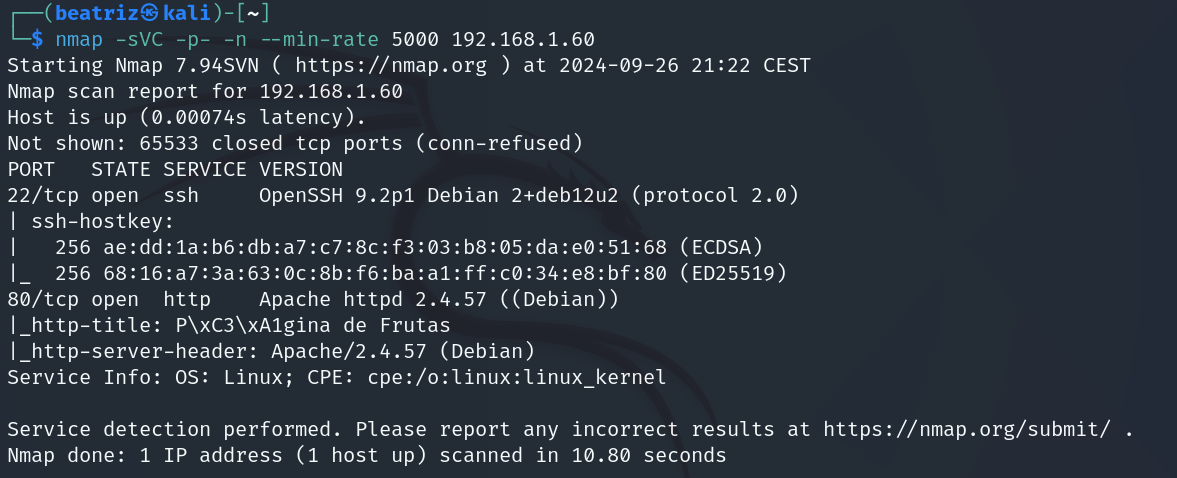 ┌──(beatriz㉿kali)-[~]
└─$ nmap -sVC -p- -n --min-rate 5000 192.168.1.60
Starting Nmap 7.94SVN ( https://nmap.org ) at 2024-09-26 21:22 CEST
Nmap scan report for 192.168.1.60
Host is up (0.00074s latency).
Not shown: 65533 closed tcp ports (conn-refused)
PORT   STATE SERVICE VERSION
22/tcp open  ssh     OpenSSH 9.2p1 Debian 2+deb12u2 (protocol 2.0)
| ssh-hostkey:
|   256 ae:dd:1a:b6:db:a7:c7:8c:f3:03:b8:05:da:e0:51:68 (ECDSA)
|_  256 68:16:a7:3a:63:0c:8b:f6:ba:a1:ff:c0:34:e8:bf:80 (ED25519)
80/tcp open  http    Apache httpd 2.4.57 ((Debian))
|_http-title: P\xC3\xA1gina de Frutas
|_http-server-header: Apache/2.4.57 (Debian)
Service Info: OS: Linux; CPE: cpe:/o:linux:linux_kernel
Service detection performed. Please report any incorrect results at https://nmap.org/submit/ .
Nmap done: 1 IP address (1 host up) scanned in 10.80 seconds